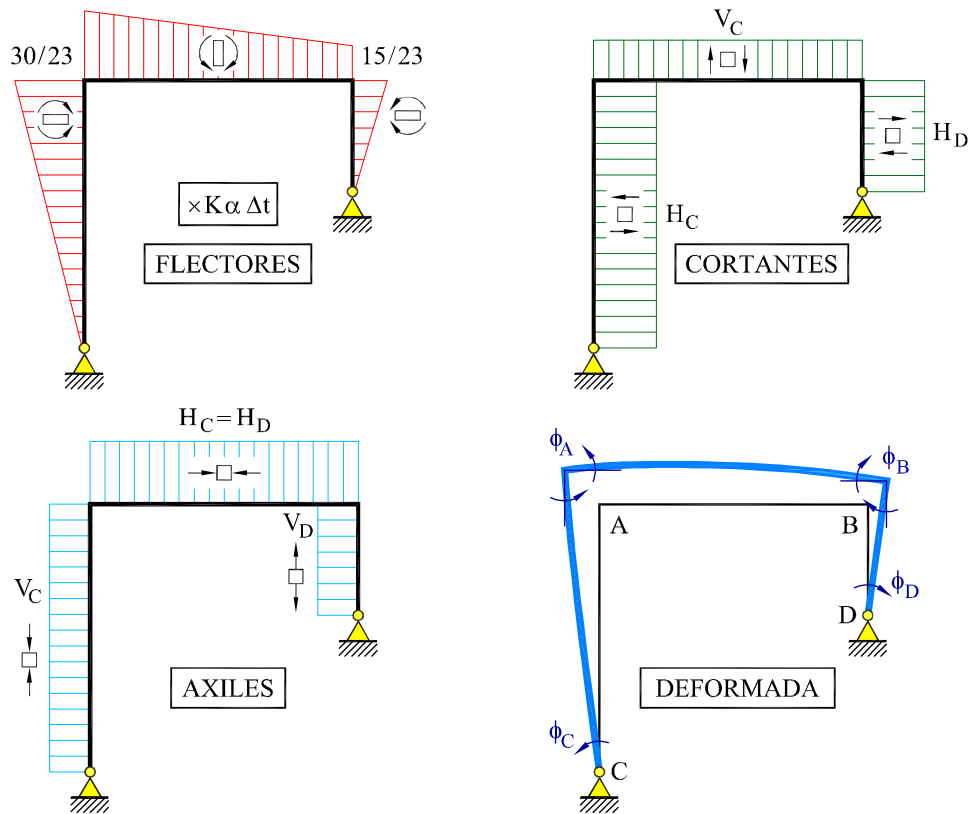 30/23
15/23
×Kα Δt
FLECTORES
V_C
H_D
H_C
CORTANTES
H_C = H_D
V_D
V_C
AXILES
ϕ_A
ϕ_B
A
B
D
ϕ_D
DEFORMADA
ϕ_C
C